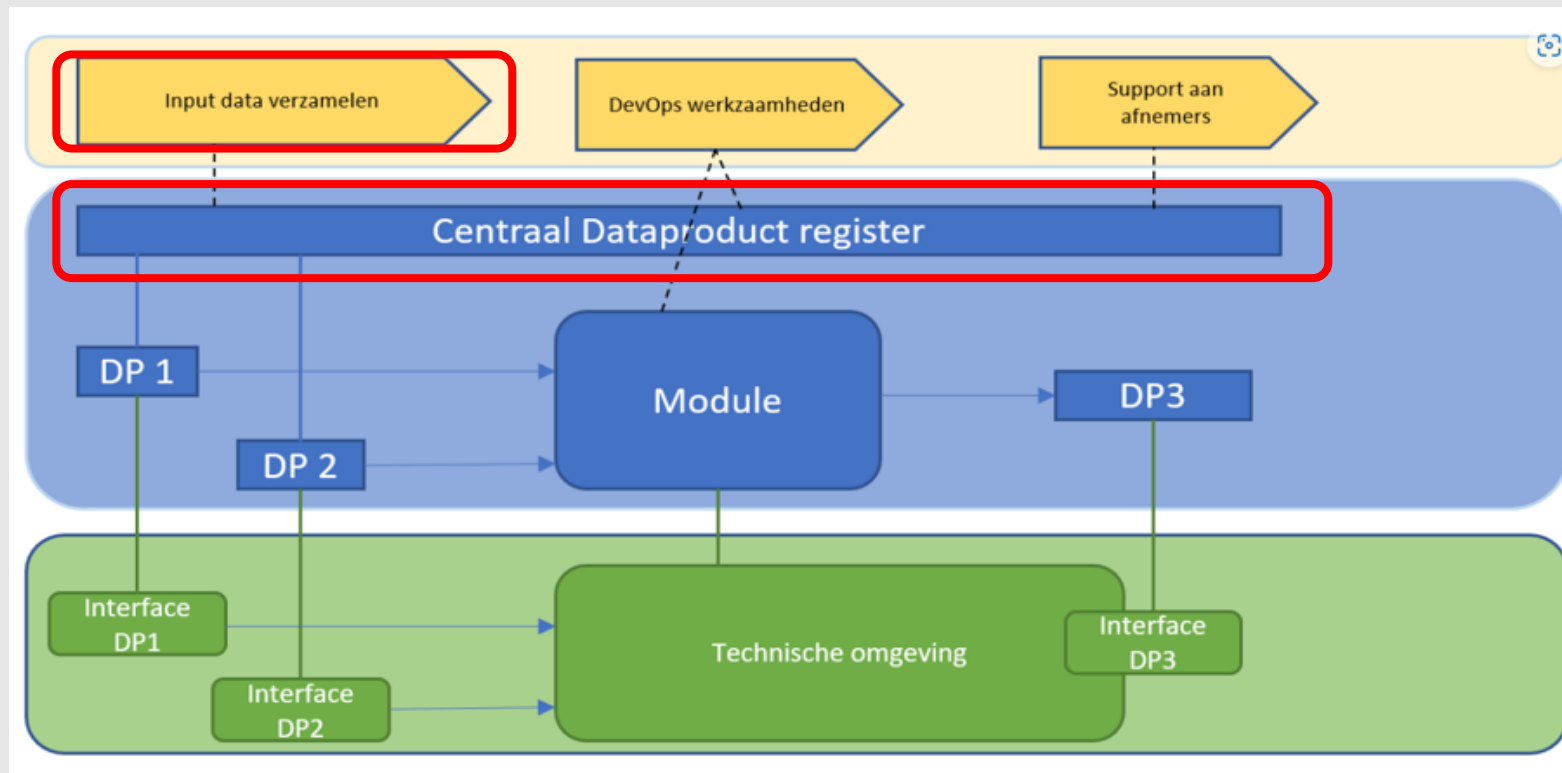 Input data verzamelen
DevOps werkzaamheden
Support aan
afnemers
Centraal Dataproduct register
DP 1
Module
DP3
DP 2
Interface
DP1
Technische omgeving
Interface
DP3
Interface
DP2